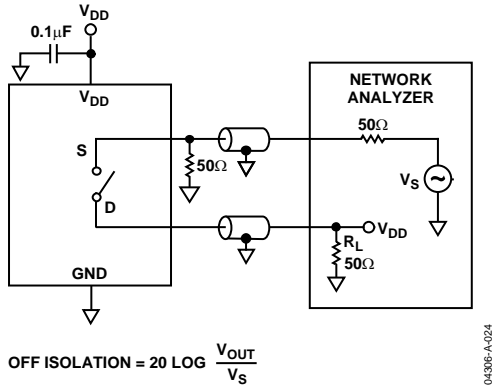 VDD
0.1µF
VDD
NETWORK
ANALYZER
50Ω
S
50Ω
VS
D
VDD
RL
50Ω
GND
OFF ISOLATION = 20 LOG VOUT
VS
04306-A-024